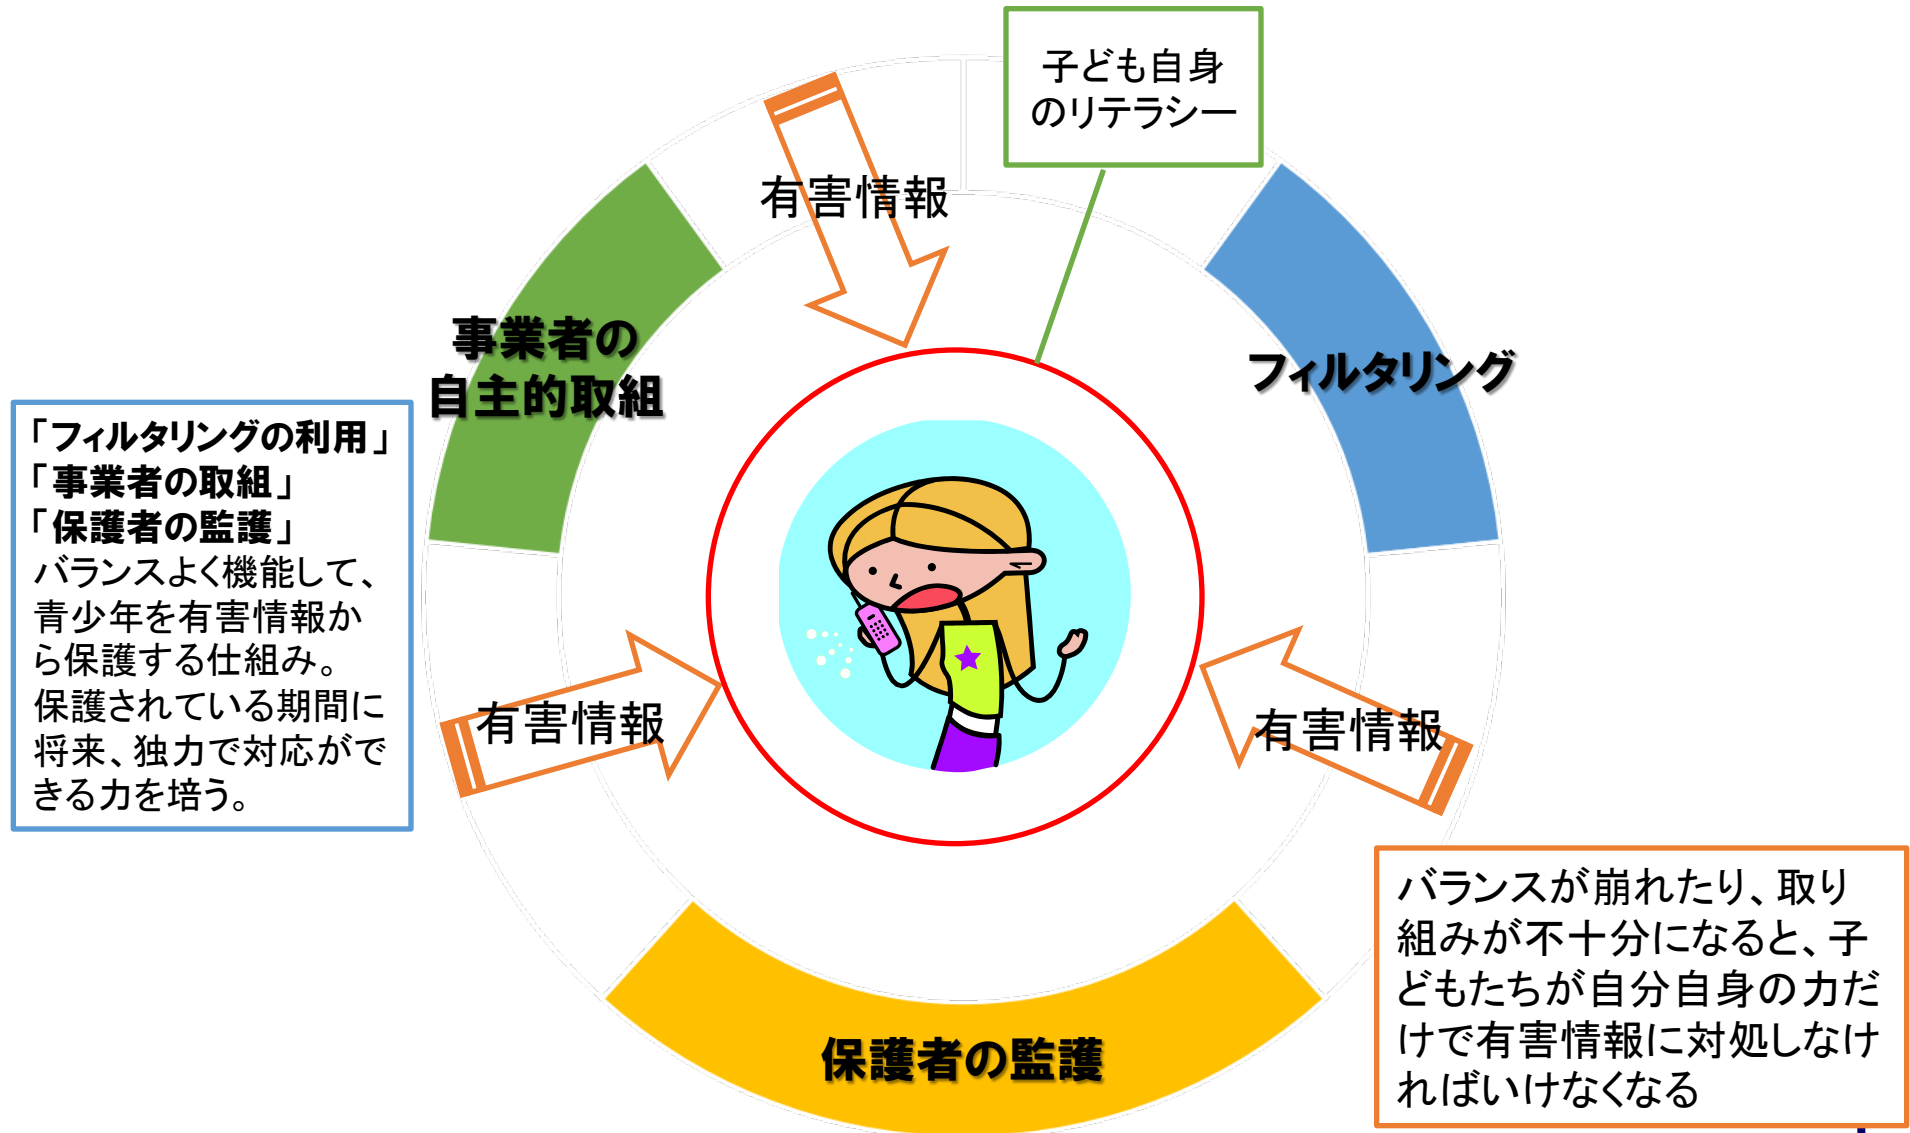 子ども自身
のリテラシー
有害情報
事業者の
自主的取組
フィルタリング
「フィルタリングの利用」
「事業者の取組」
「保護者の監護」
バランスよく機能して、
青少年を有害情報か
ら保護する仕組み。
保護されている期間に
将来、独力で対応がで
きる力を培う。
有害情報
有害情報
保護者の監護
バランスが崩れたり、取り
組みが不十分になると、子
どもたちが自分自身の力だ
けで有害情報に対処しなけ
ればいけなくなる